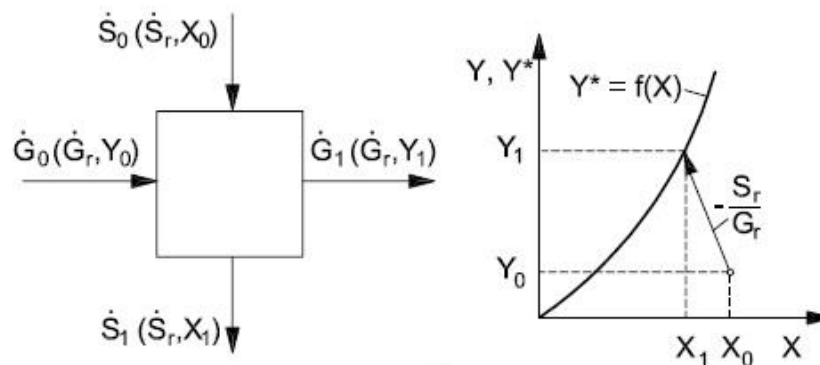 Ṡ₀ (Ṡᵣ,X₀)
Ġ₀ (Ġᵣ,Y₀)
Ġ₁ (Ġᵣ,Y₁)
Ṡ₁ (Ṡᵣ,X₁)
Y, Y*
Y* = f(X)
Y₁
-Sᵣ/Gᵣ
Y₀
X₁ X₀ X